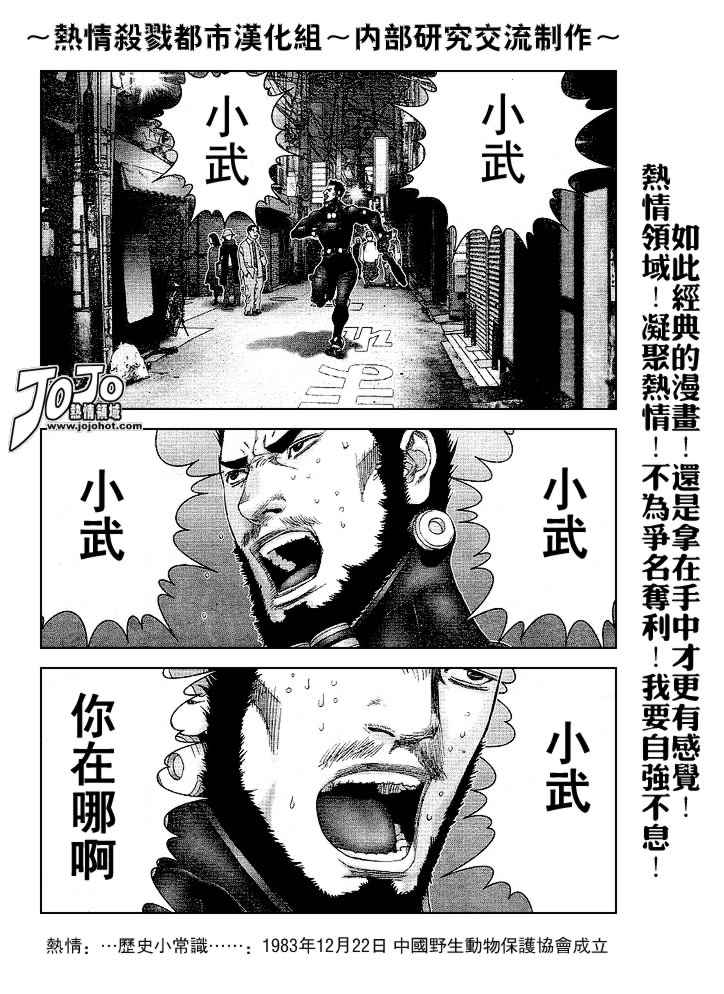 ～熱情殺戮都市漢化組～內部研究交流制作～
小武
小武
JOJO
熱情領域
www.jojohot.com
小武
小武
小武
你在哪啊
如此經典的漫畫！還是拿在手中才更有感覺！
熱情領域！凝聚熱情！不為爭名奪利！我要自強不息！
熱情：…歷史小常識……：1983年12月22日 中國野生動物保護協會成立